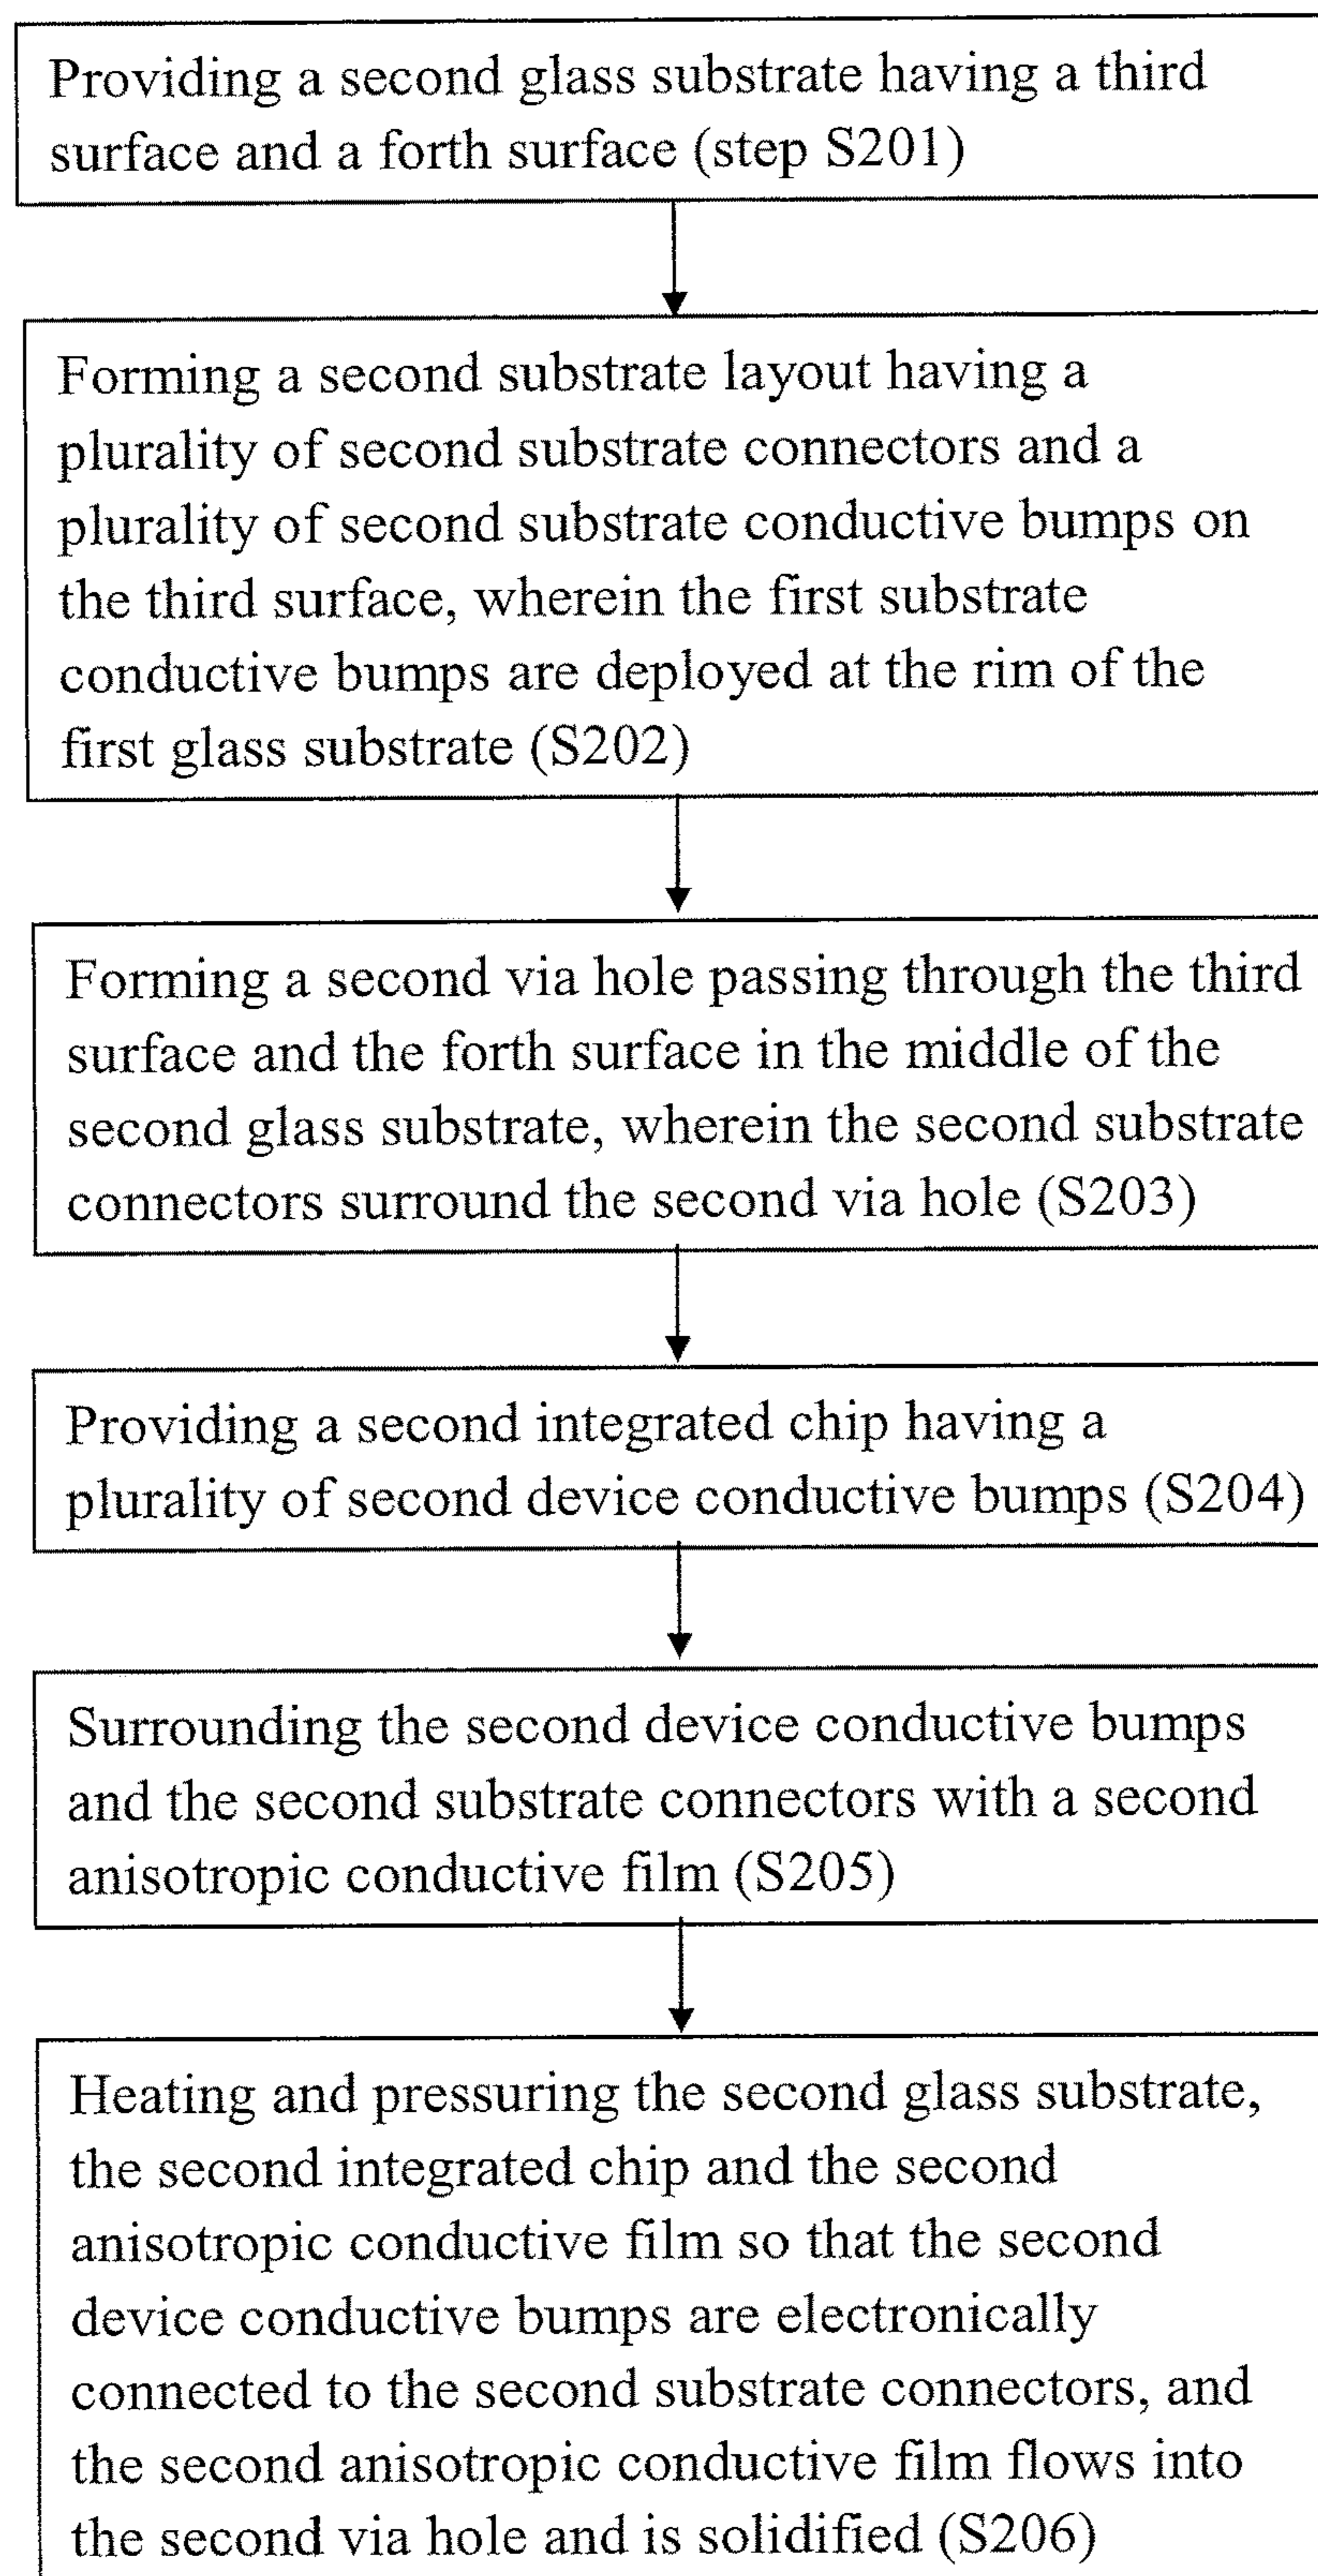 Providing a second glass substrate having a third
surface and a forth surface (step S201)
Forming a second substrate layout having a
plurality of second substrate connectors and a
plurality of second substrate conductive bumps on
the third surface, wherein the first substrate
conductive bumps are deployed at the rim of the
first glass substrate (S202)
Forming a second via hole passing through the third
surface and the forth surface in the middle of the
second glass substrate, wherein the second substrate
connectors surround the second via hole (S203)
Providing a second integrated chip having a
plurality of second device conductive bumps (S204)
Surrounding the second device conductive bumps
and the second substrate connectors with a second
anisotropic conductive film (S205)
Heating and pressuring the second glass substrate,
the second integrated chip and the second
anisotropic conductive film so that the second
device conductive bumps are electronically
connected to the second substrate connectors, and
the second anisotropic conductive film flows into
the second via hole and is solidified (S206)